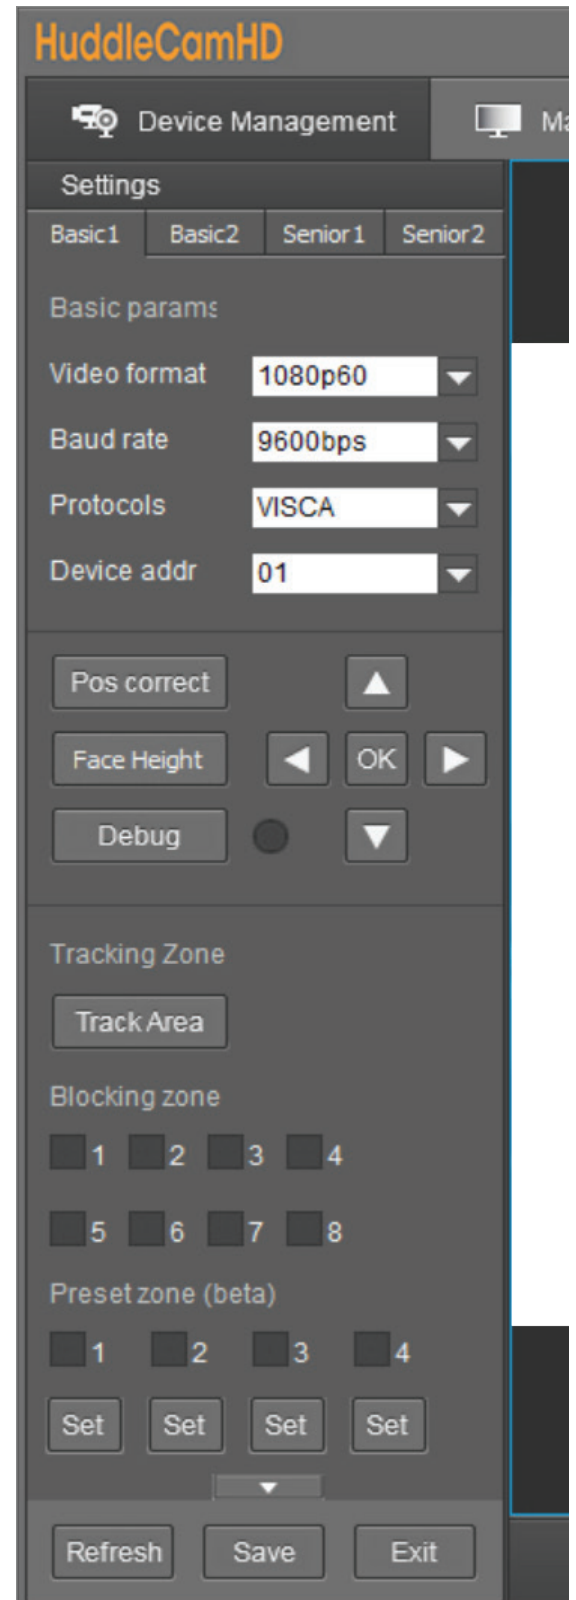 HuddleCamHD
Device Management
Settings
Basic1 Basic2 Senior1 Senior2
Basic params
Video format 1080p60
Baud rate 9600bps
Protocols VISCA
Device addr 01
Pos correct
Face Height OK
Debug
Tracking Zone
Track Area
Blocking zone
1 2 3 4
5 6 7 8
Preset zone (beta)
1 2 3 4
Set Set Set Set
Refresh Save Exit